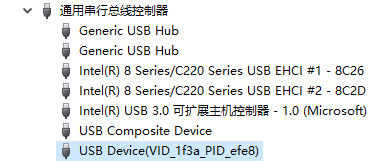 通用串行总线控制器
Generic USB Hub
Generic USB Hub
Intel(R) 8 Series/C220 Series USB EHCI #1 - 8C26
Intel(R) 8 Series/C220 Series USB EHCI #2 - 8C2D
Intel(R) USB 3.0 可扩展主机控制器 - 1.0 (Microsoft)
USB Composite Device
USB Device(VID_1f3a_PID_efe8)